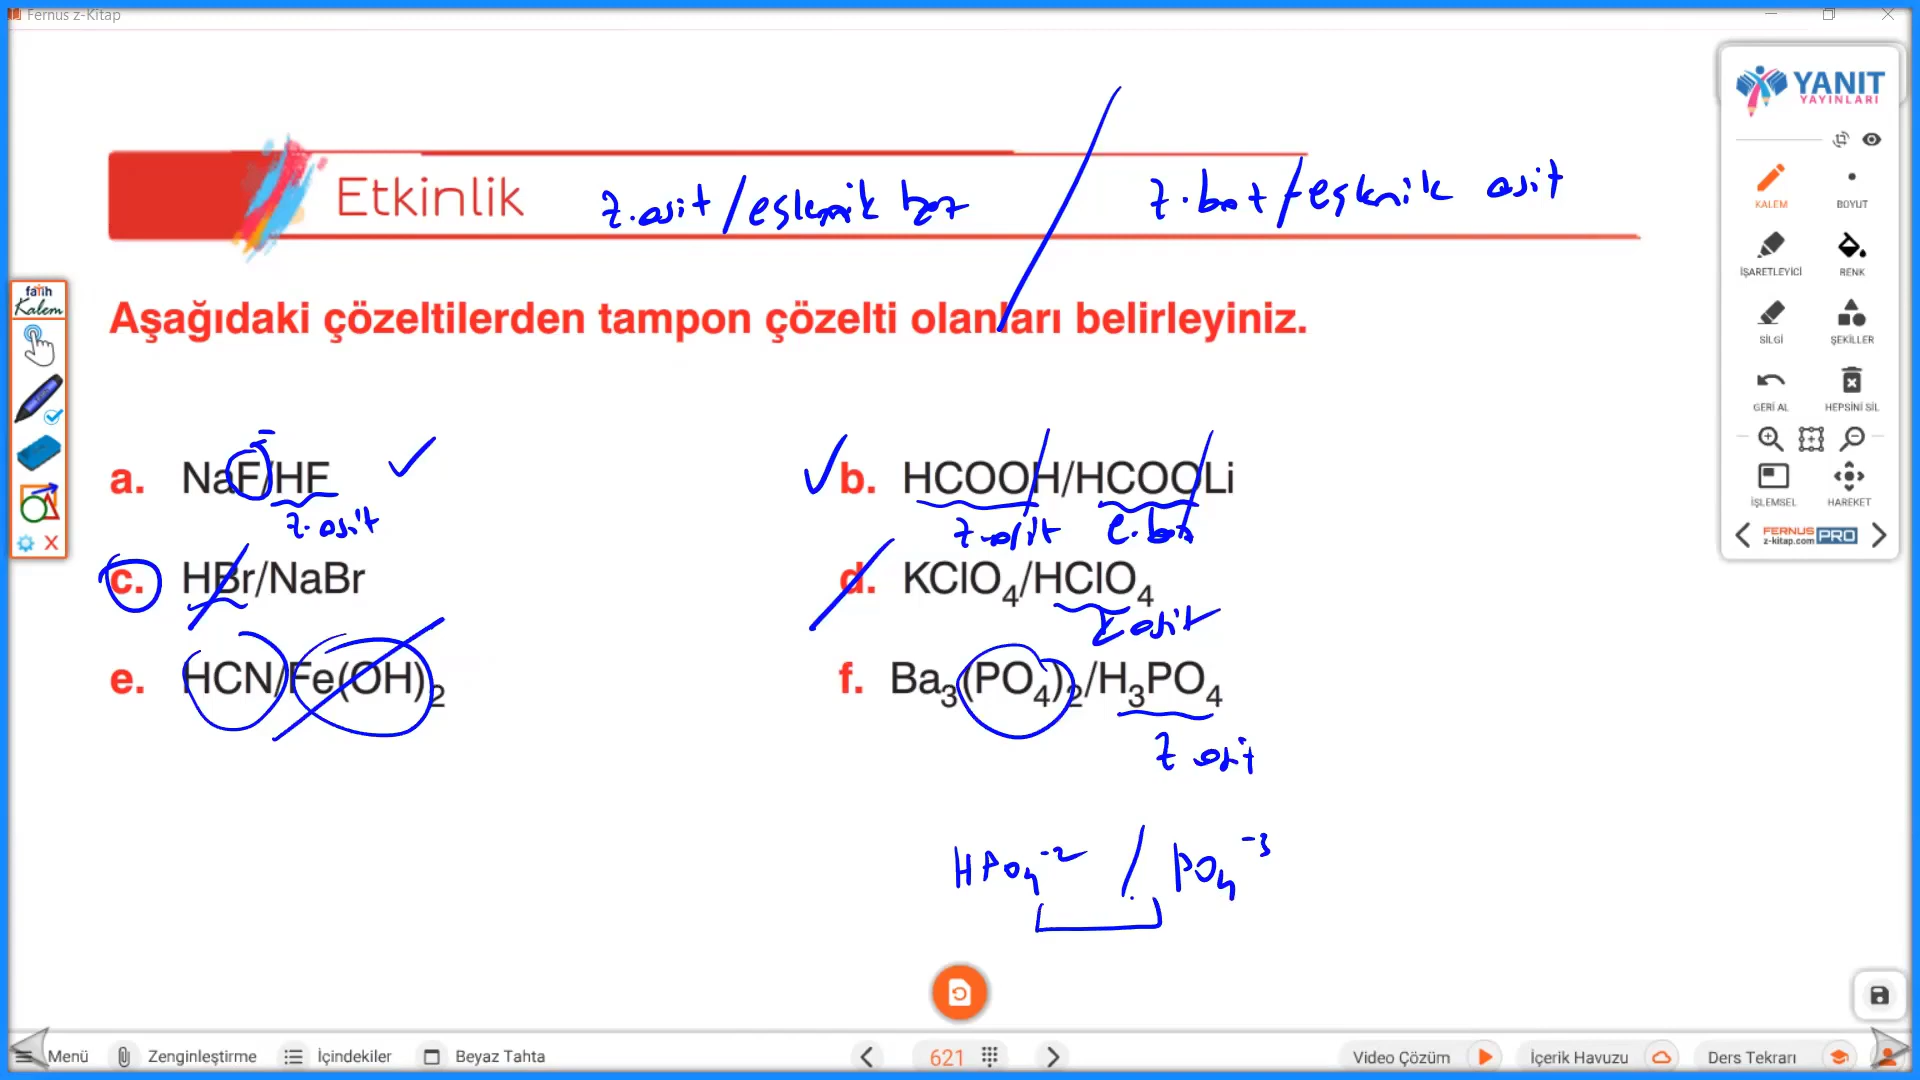 Fernus z-Kitap
YANIT
YAYINLARI
Etkinlik
z.asit/eşlenik baz
z.baz/eşlenik asit
Aşağıdaki çözeltilerden tampon çözelti olanları belirleyiniz.
fatih
Kalem
KALEM
BOYUT
İŞARETLEYİCİ
RENK
SİLGİ
ŞEKİLLER
GERİ AL
HEPSİNİ SİL
İŞLEMSEL
HAREKET
FERNUS
z-kitap.com PRO
a. NaF/HF
z.asit
b. HCOOH/HCOOLi
z.asit e.baz
c. HBr/NaBr
d. KClO₄/HClO₄
asit
e. HCN/Fe(OH)₂
f. Ba₃(PO₄)₂/H₃PO₄
z asit
HPO₄⁻² / PO₄⁻³
Menü
Zenginleştirme
İçindekiler
Beyaz Tahta
621
Video Çözüm
İçerik Havuzu
Ders Tekrarı